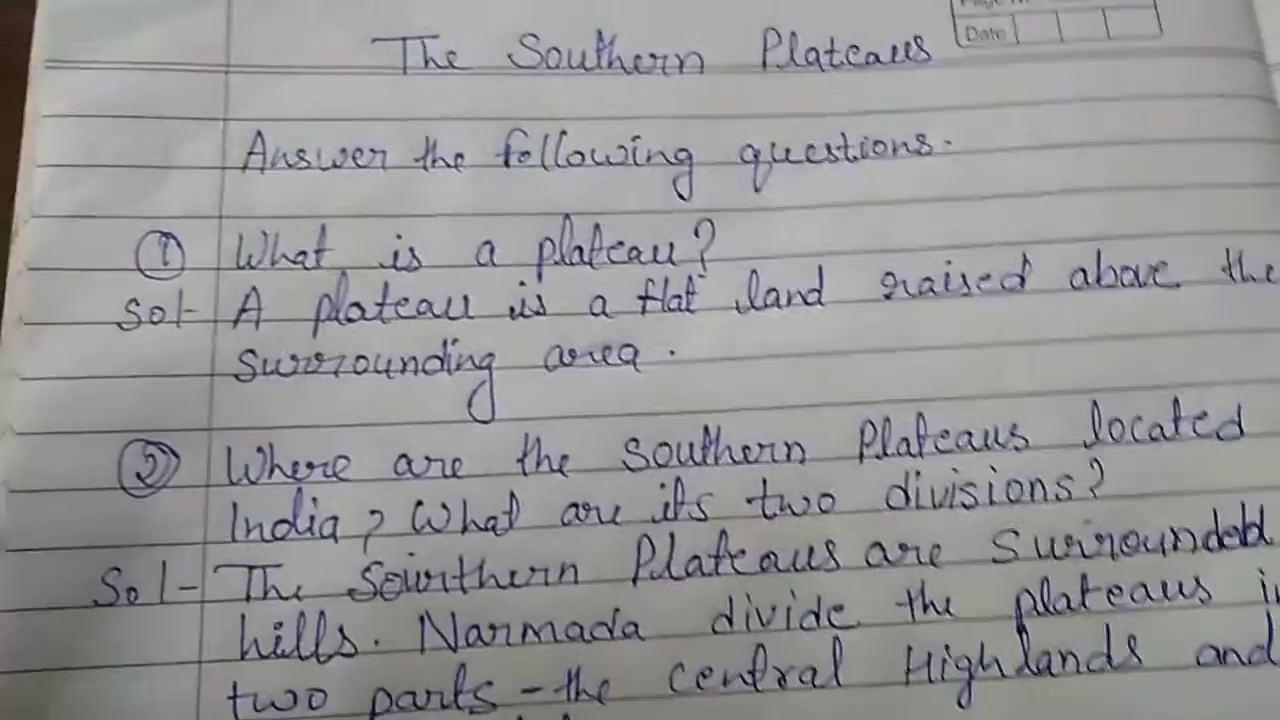 Date
The Southern Plateaus
Answer the following questions.
① What is a plateau?
Sol- A plateau is a flat land raised above the
surrounding area.
② Where are the Southern Plateaus located
India? What are its two divisions?
Sol- The Sourthern Plateaus are surrounded
hills. Narmada divide the plateaus in
two parts - the central Highlands and